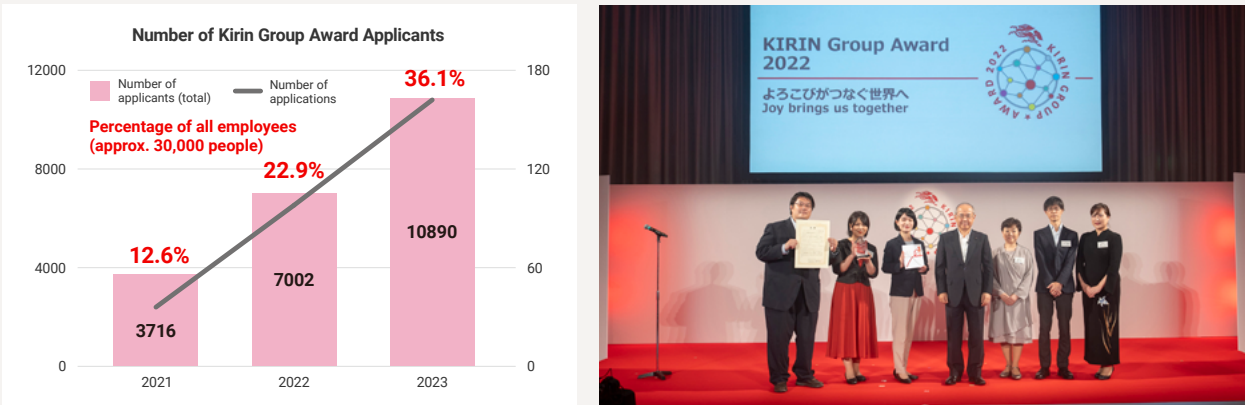 Number of Kirin Group Award Applicants
12000
180
Number of
applicants (total)
Number of
applications
36.1%
Percentage of all employees
(approx. 30,000 people)
8000
120
22.9%
10890
12.6%
4000
60
7002
3716
0
0
2021
2022
2023
KIRIN Group Award
2022
よろこびがつなぐ世界へ
Joy brings us together
2022 KIRIN GROUP ★ AWARD